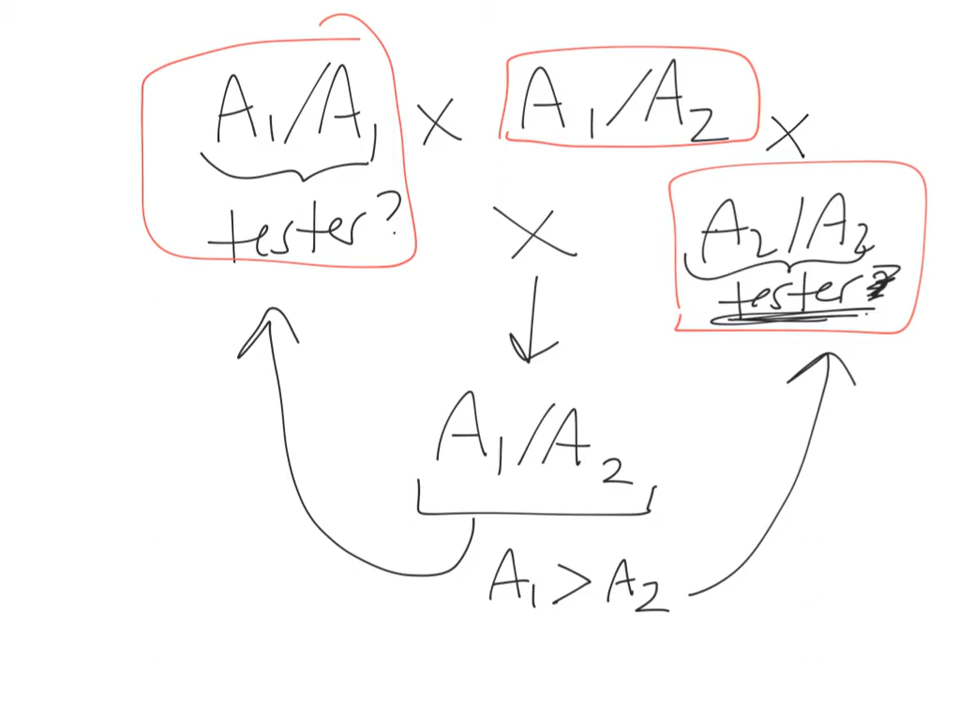 A₁/A₁ × A₁/A₂ ×
tester? × A₂/A₂
tester?
A₁/A₂
A₁ > A₂